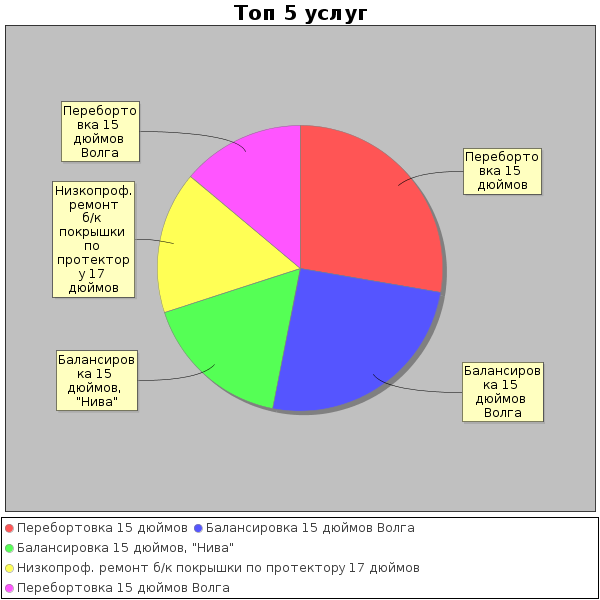 Топ 5 услуг
Переборто
вка 15
дюймов
Волга
Переборто
вка 15
дюймов
Низкопроф.
ремонт
б/к
покрышки
по
протектор
у 17
дюймов
Балансиров
ка 15
дюймов,
"Нива"
Балансиров
ка 15
дюймов
Волга
Перебортовка 15 дюймов Балансировка 15 дюймов Волга
Балансировка 15 дюймов, "Нива"
Низкопроф. ремонт б/к покрышки по протектору 17 дюймов
Перебортовка 15 дюймов Волга